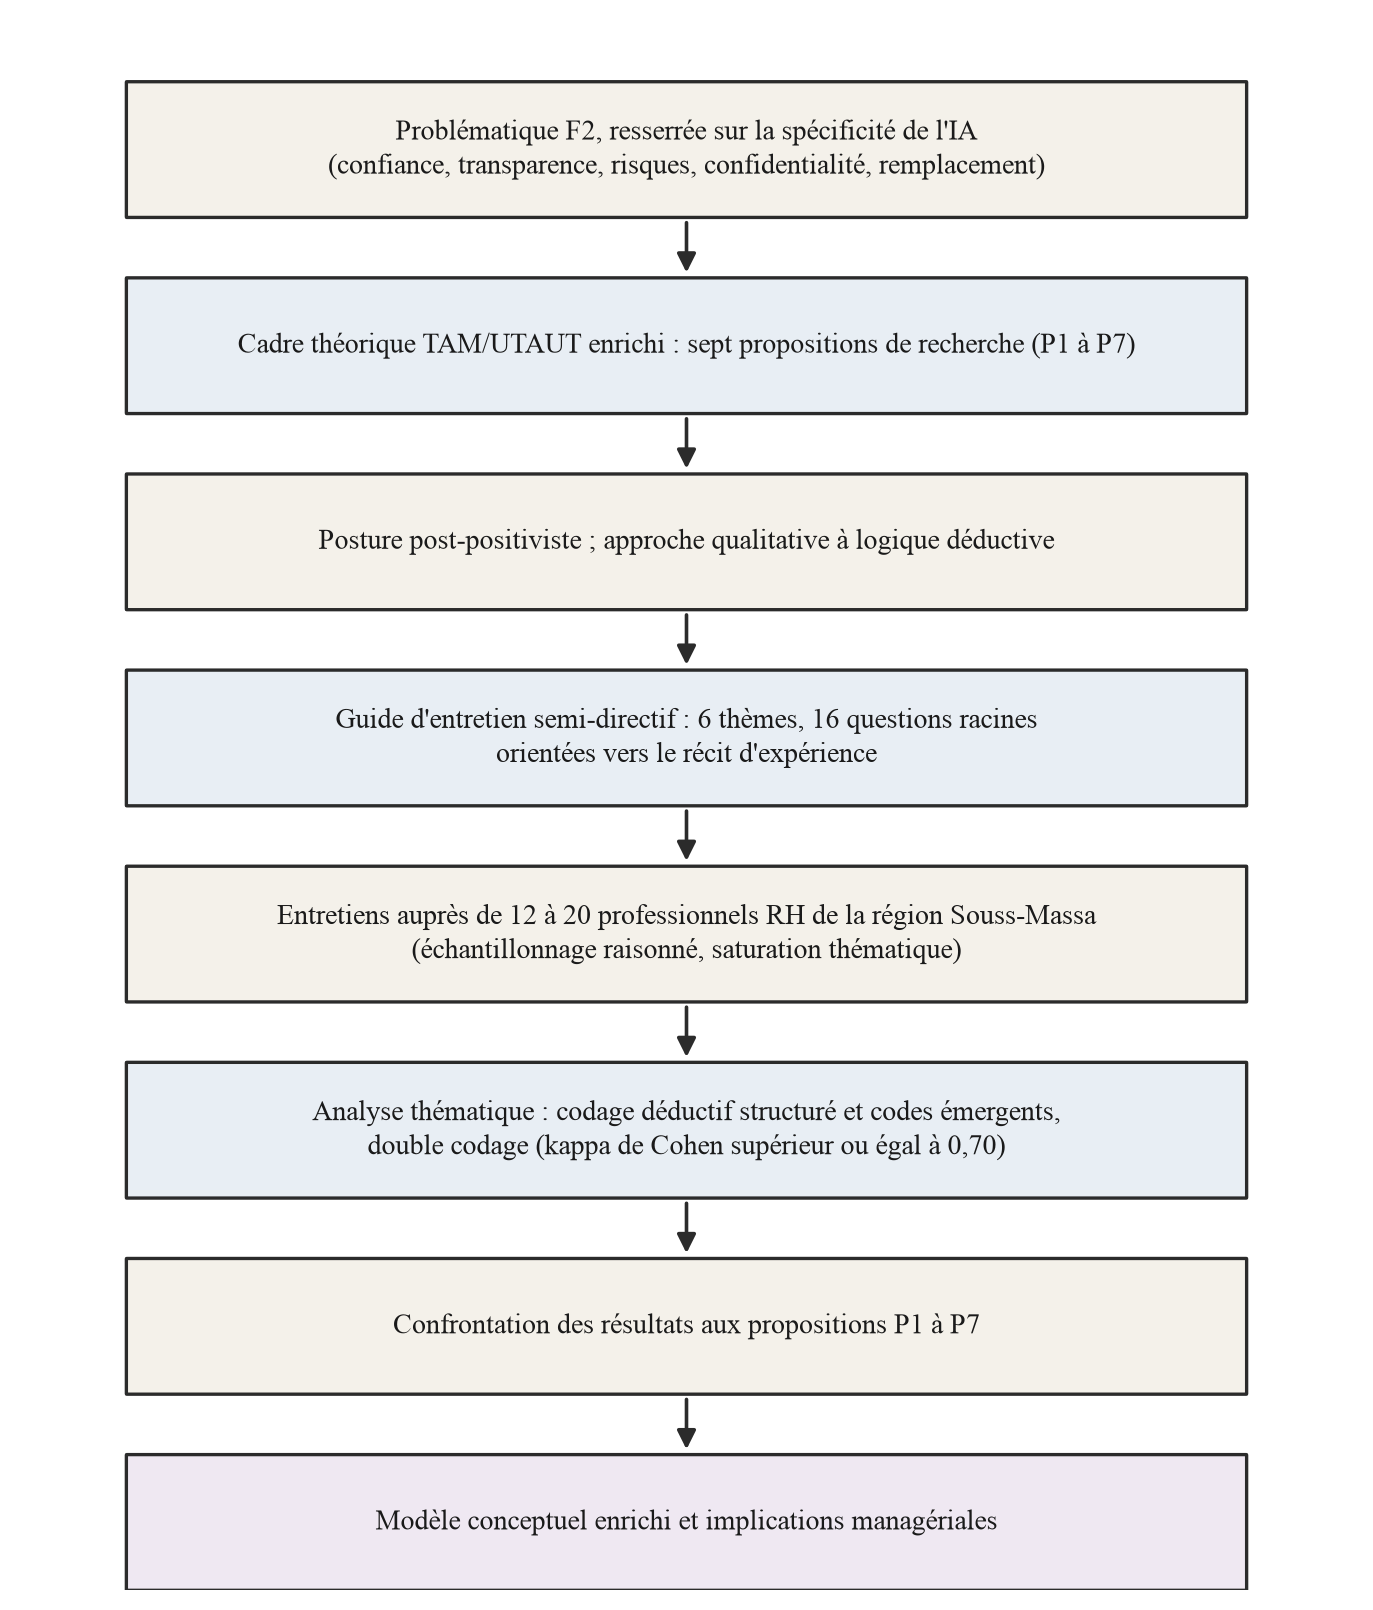 Problématique F2, resserrée sur la spécificité de l'IA
(confiance, transparence, risques, confidentialité, remplacement)
Cadre théorique TAM/UTAUT enrichi : sept propositions de recherche (P1 à P7)
Posture post-positiviste ; approche qualitative à logique déductive
Guide d'entretien semi-directif : 6 thèmes, 16 questions racines
orientées vers le récit d'expérience
Entretiens auprès de 12 à 20 professionnels RH de la région Souss-Massa
(échantillonnage raisonné, saturation thématique)
Analyse thématique : codage déductif structuré et codes émergents,
double codage (kappa de Cohen supérieur ou égal à 0,70)
Confrontation des résultats aux propositions P1 à P7
Modèle conceptuel enrichi et implications managériales